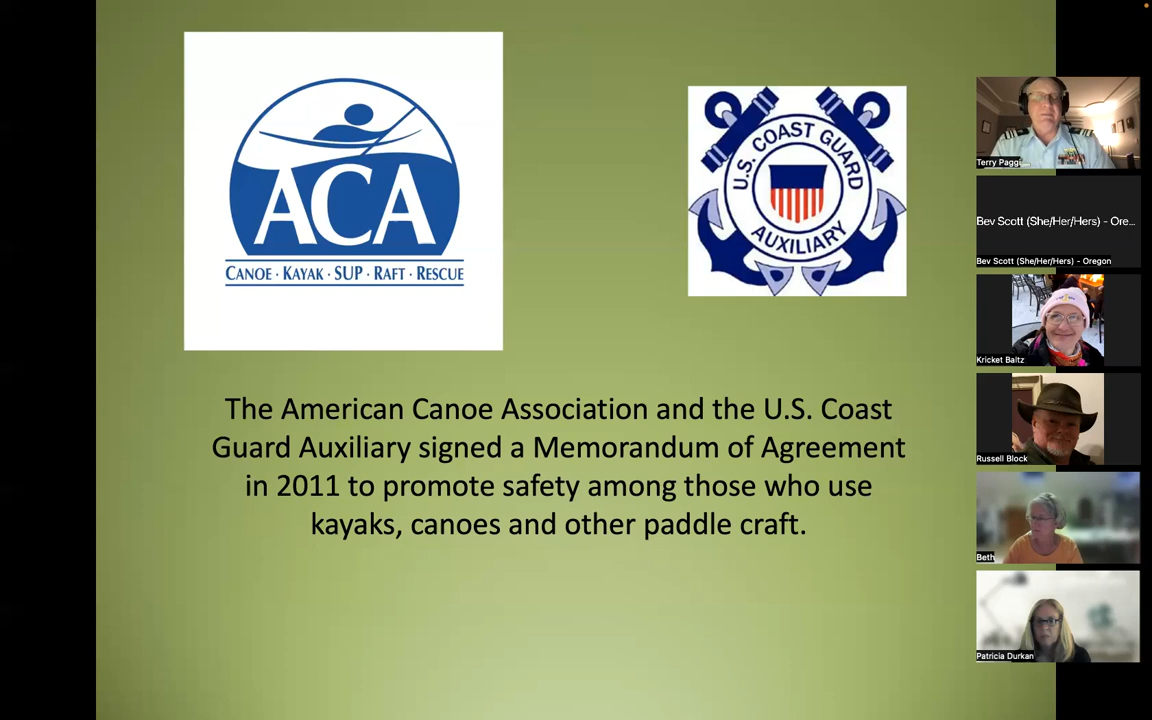 ACA
CANOE · KAYAK · SUP · RAFT · RESCUE
U.S. COAST GUARD
AUXILIARY
The American Canoe Association and the U.S. Coast
Guard Auxiliary signed a Memorandum of Agreement
in 2011 to promote safety among those who use
kayaks, canoes and other paddle craft.
Terry Paggi...
Bev Scott (She/Her/Hers) - Ore...
Bev Scott (She/Her/Hers) - Oregon
Kricket Baltz
Russell Block
Beth
Patricia Durkan